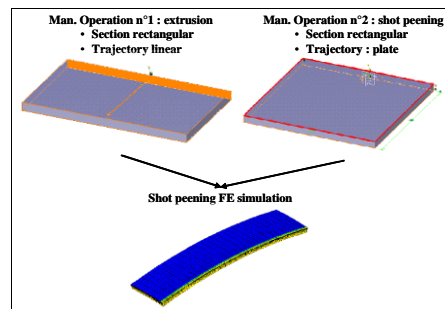 Man. Operation n°1 : extrusion
• Section rectangular
• Trajectory linear
Man. Operation n°2 : shot peening
• Section rectangular
• Trajectory : plate
Shot peening FE simulation